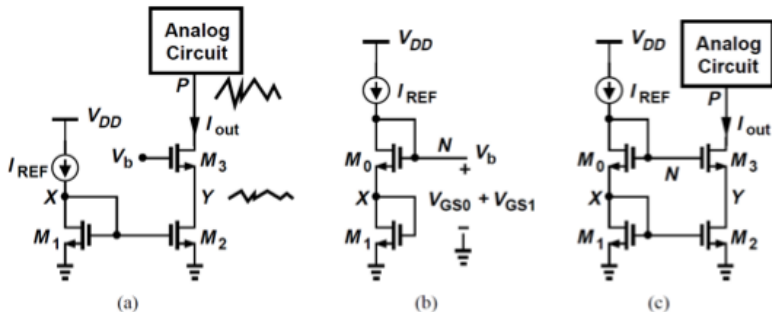 Analog
Circuit
P
V_DD
I_out
I_REF
V_b
M_3
X
Y
M_1
M_2
(a)
V_DD
I_REF
N
V_b
M_0
+
X
V_GS0 + V_GS1
M_1
−
(b)
V_DD
Analog
Circuit
P
I_REF
I_out
M_0
N
M_3
X
Y
M_1
M_2
(c)